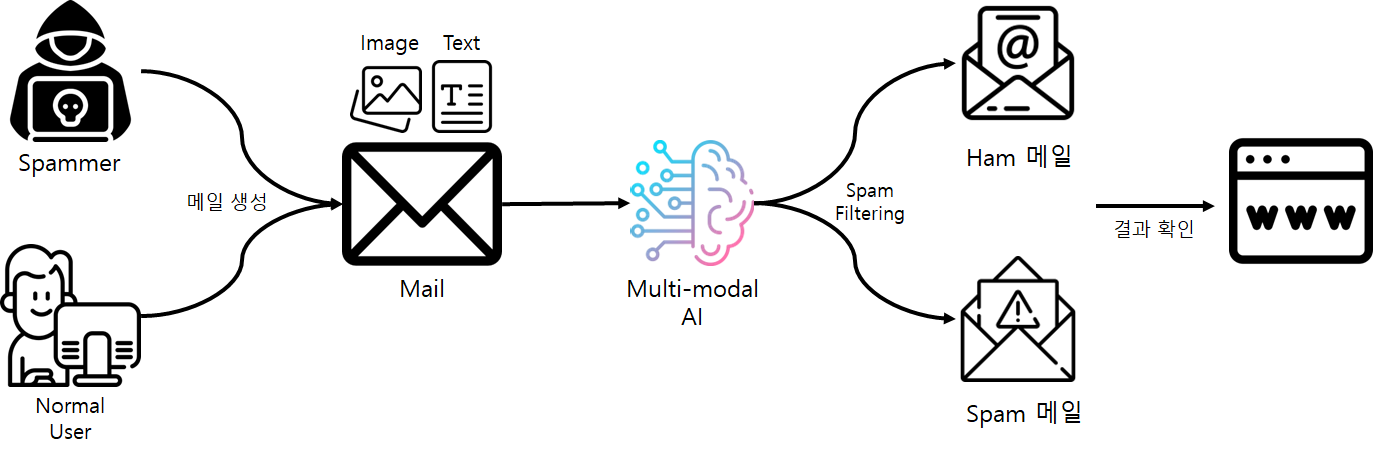 Image
Text
Spammer
메일 생성
Normal
User
Mail
Multi-modal
AI
Spam
Filtering
Ham 메일
Spam 메일
결과 확인
WWW